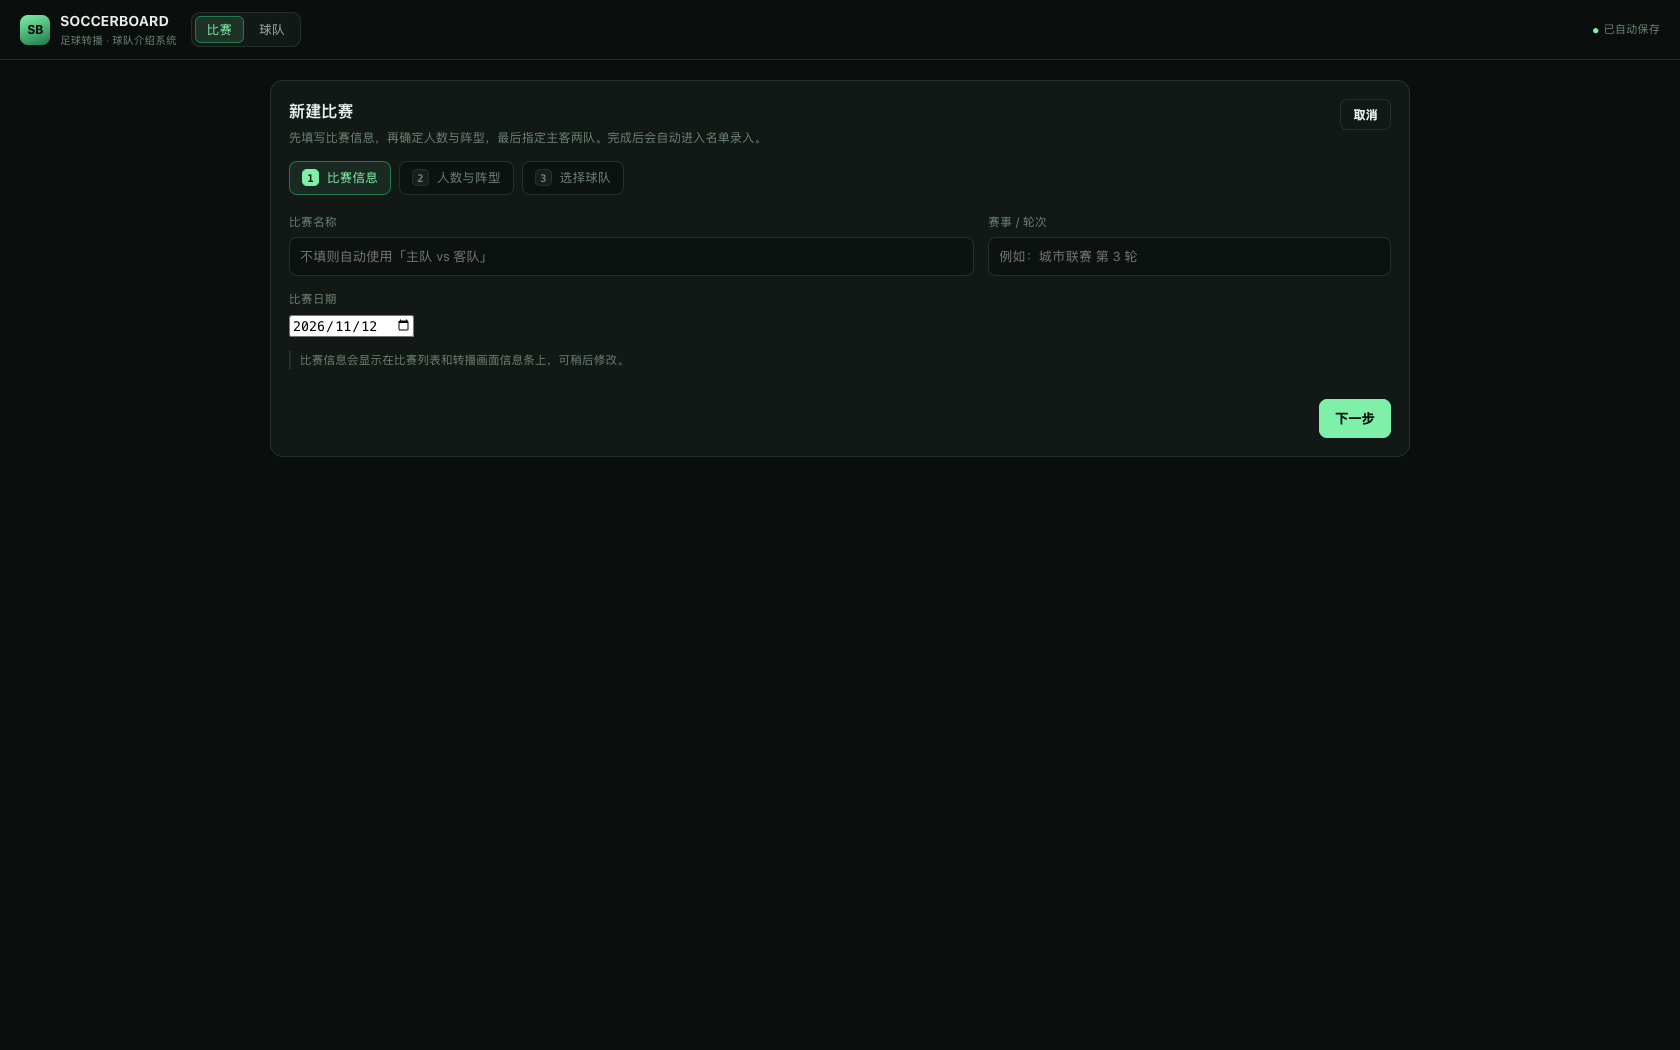 SB
SOCCERBOARD
足球转播 · 球队介绍系统
比赛
球队
已自动保存
新建比赛
取消
先填写比赛信息，再确定人数与阵型，最后指定主客两队。完成后会自动进入名单录入。
1 比赛信息
2 人数与阵型
3 选择球队
比赛名称
赛事 / 轮次
不填则自动使用「主队 vs 客队」
例如：城市联赛 第 3 轮
比赛日期
2026/11/12
比赛信息会显示在比赛列表和转播画面信息条上，可稍后修改。
下一步